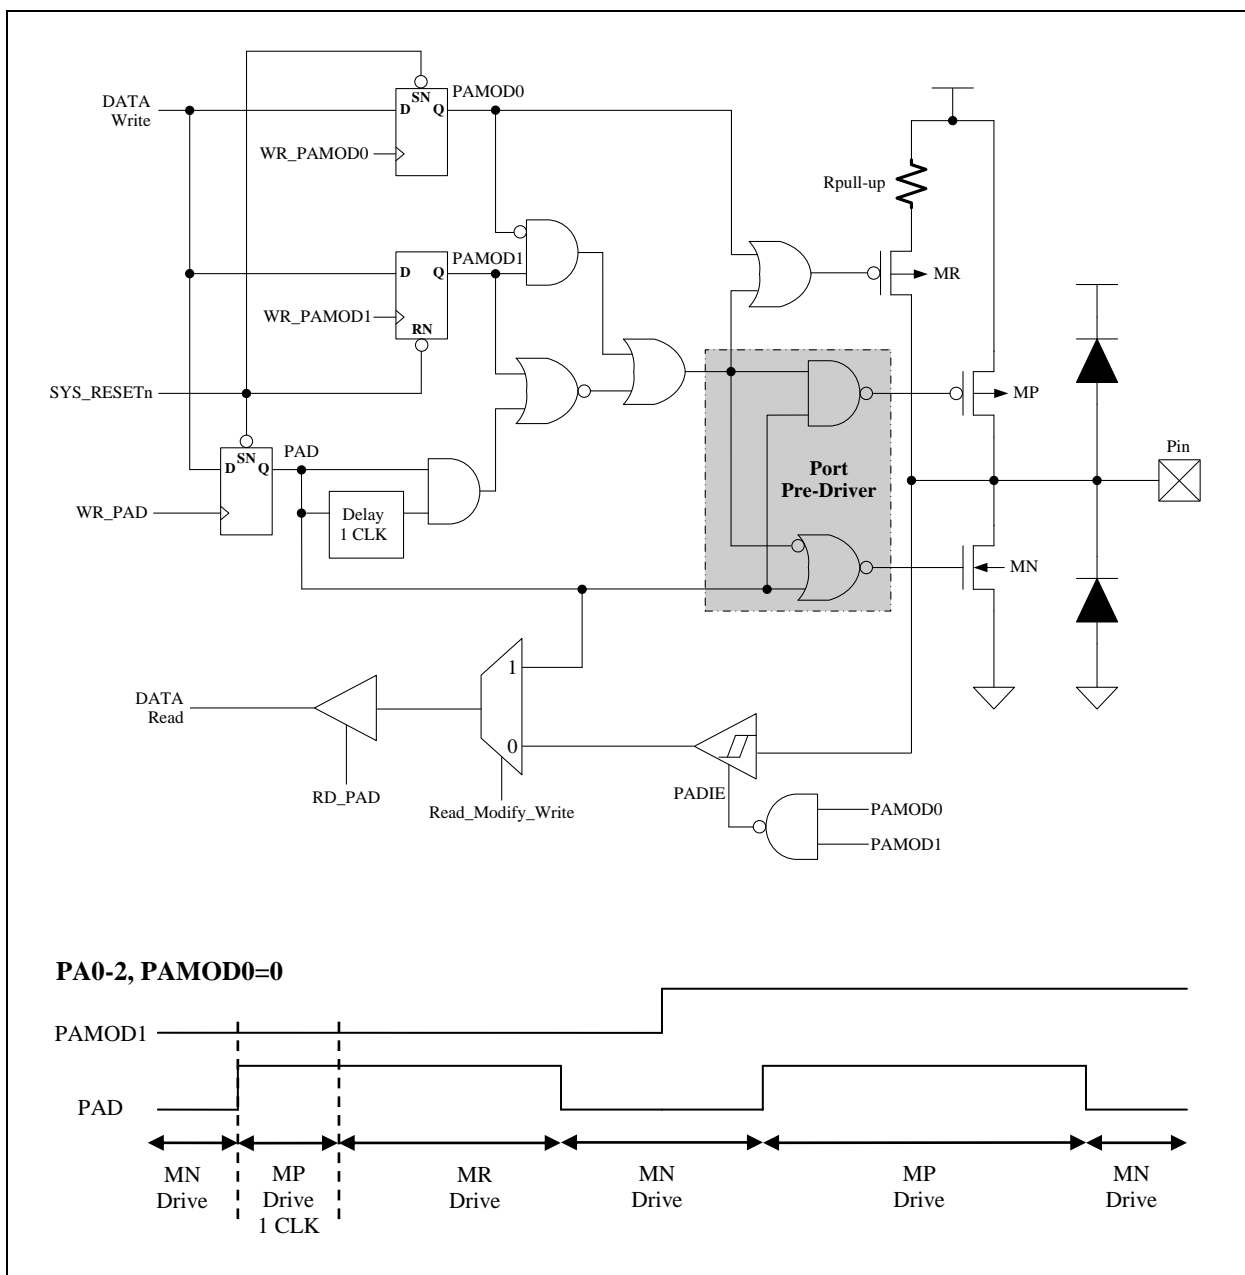 DATA
Write
SN
D
Q
PAMOD0
WR_PAMOD0
Rpull-up
D
Q
PAMOD1
WR_PAMOD1
RN
MR
SYS_RESETn
MP
SN
D
Q
PAD
WR_PAD
Delay
1 CLK
Port
Pre-Driver
Pin
MN
1
0
DATA
Read
RD_PAD
Read_Modify_Write
PADIE
PAMOD0
PAMOD1
PA0-2, PAMOD0=0
PAMOD1
PAD
MN
Drive
MP
Drive
1 CLK
MR
Drive
MN
Drive
MP
Drive
MN
Drive